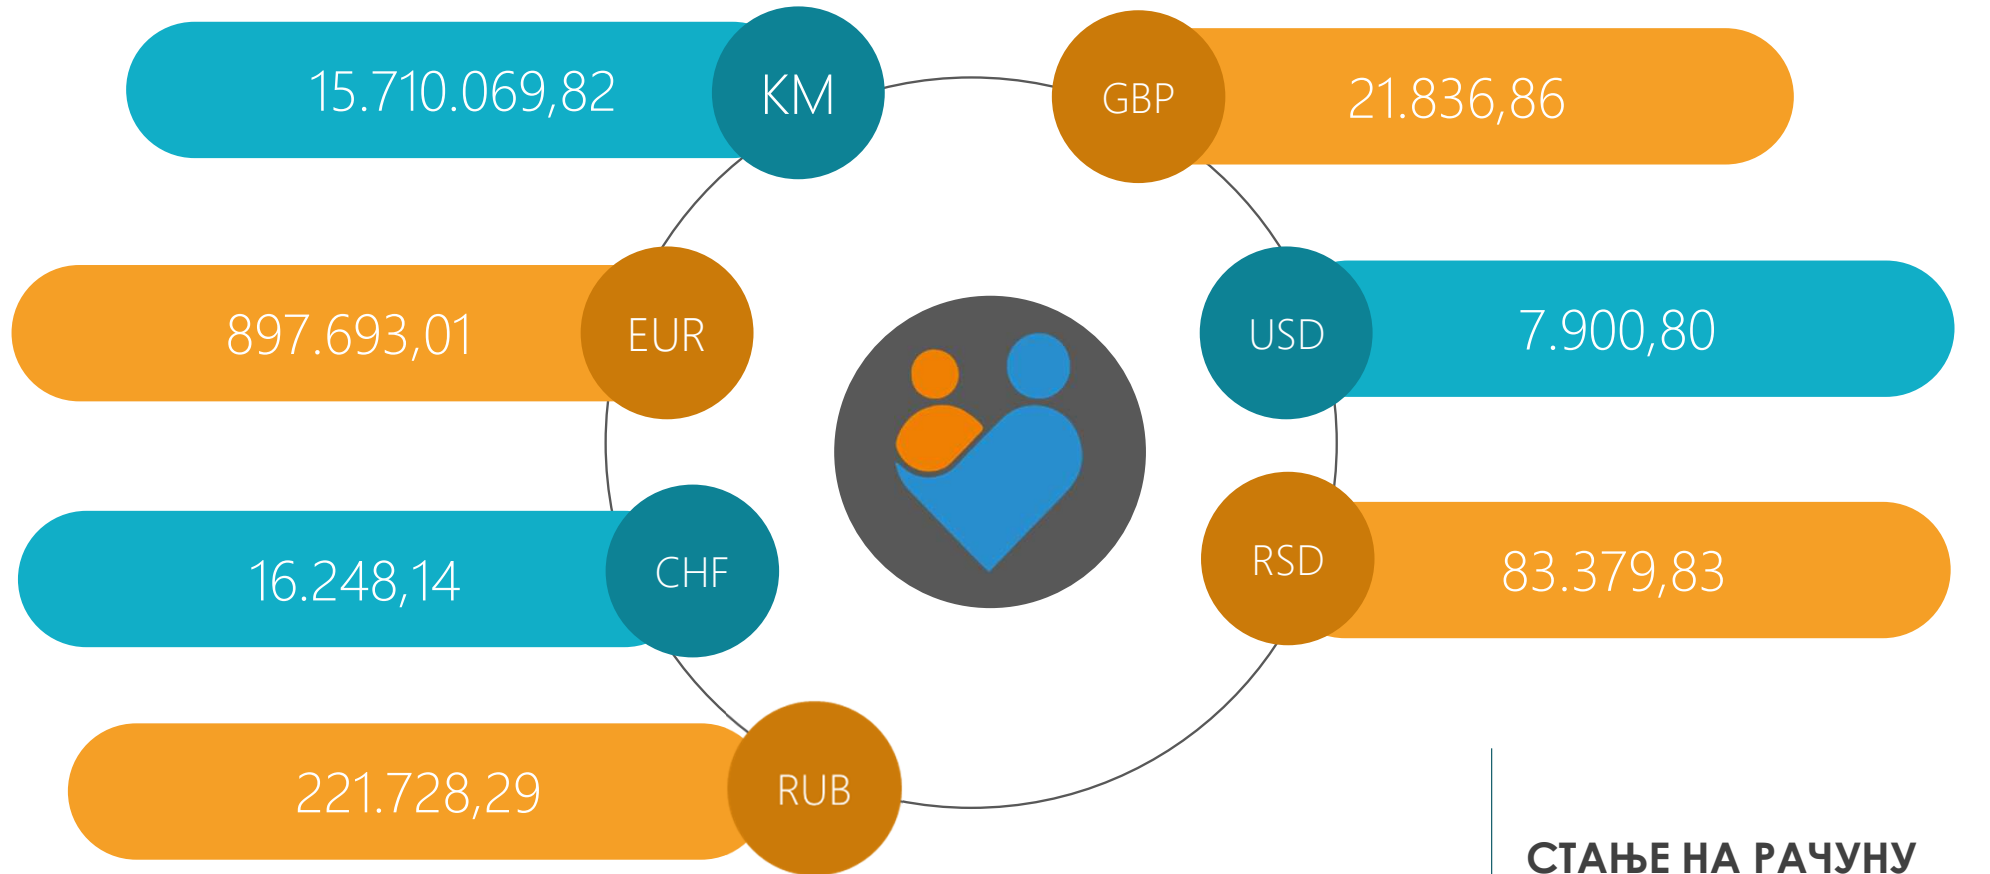 15.710.069,82
KM
GBP
21.836,86
897.693,01
EUR
USD
7.900,80
16.248,14
CHF
RSD
83.379,83
221.728,29
RUB
СТАЊЕ НА РАЧУНУ